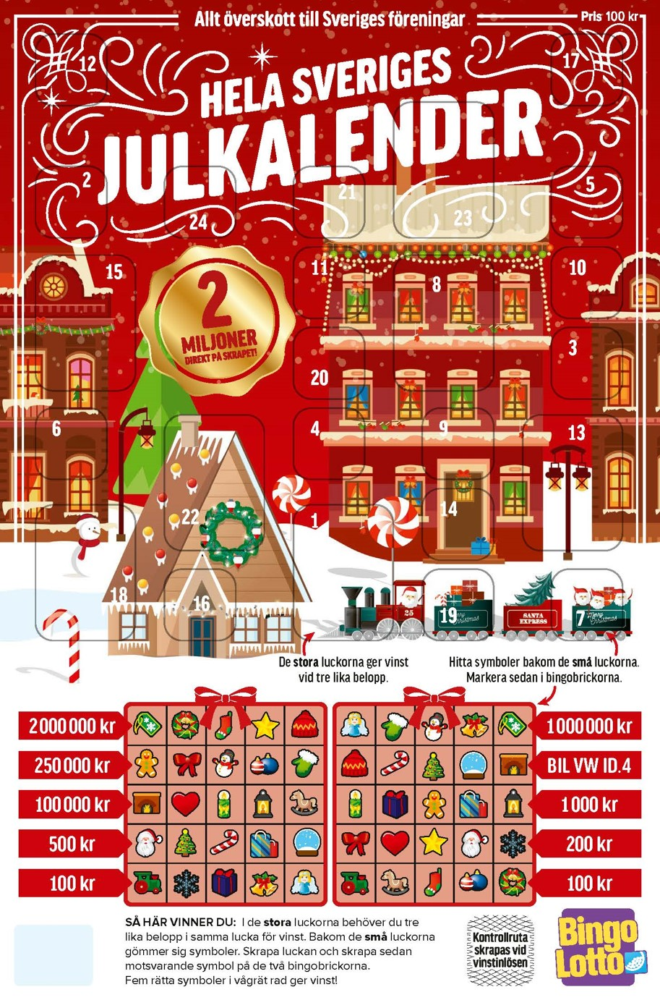 Allt överskott till Sveriges föreningar
Pris 100 kr
12
17
HELA SVERIGES
JULKALENDER
2
5
21
24
23
15
11
10
8
2
MILJONER
DIREKT PÅ SKRAPET!
3
20
6
4
9
13
22
1
14
18
16
25
19
Merry Christmas
SANTA EXPRESS
7
Merry Christmas
De stora luckorna ger vinst
vid tre lika belopp.
Hitta symboler bakom de små luckorna.
Markera sedan i bingobrickorna.
2 000 000 kr
1 000 000 kr
250 000 kr
BIL VW ID.4
100 000 kr
1 000 kr
500 kr
200 kr
100 kr
100 kr
SÅ HÄR VINNER DU: I de stora luckorna behöver du tre
lika belopp i samma lucka för vinst. Bakom de små luckorna
gömmer sig symboler. Skrapa luckan och skrapa sedan
motsvarande symbol på de två bingobrickorna.
Fem rätta symboler i vågrät rad ger vinst!
Kontrollruta
skrapas vid
vinstinlösen
Bingo
Lotto